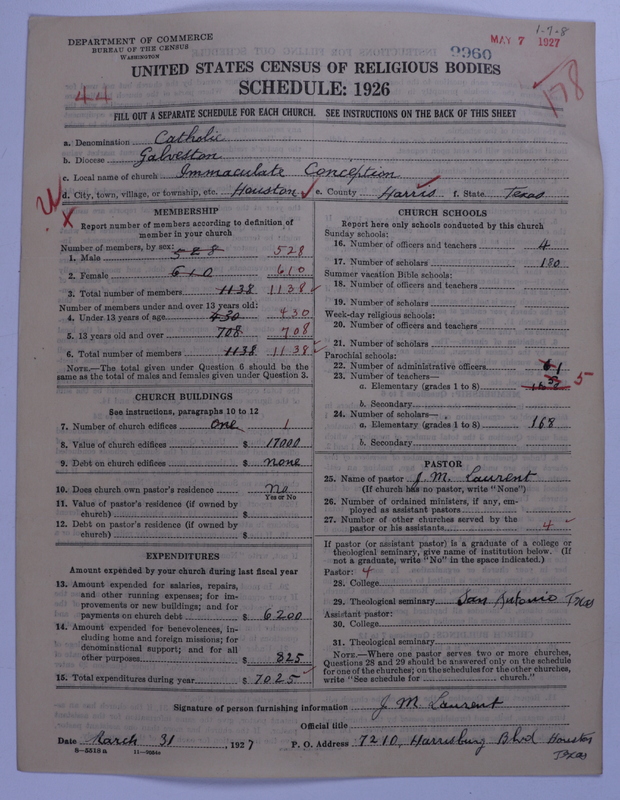 1-7-8
DEPARTMENT OF COMMERCE
BUREAU OF THE CENSUS
WASHINGTON
MAY 7 1927
9960
UNITED STATES CENSUS OF RELIGIOUS BODIES
SCHEDULE: 1926
44
178
FILL OUT A SEPARATE SCHEDULE FOR EACH CHURCH. SEE INSTRUCTIONS ON THE BACK OF THIS SHEET
a. Denomination Catholic
b. Diocese Galveston
c. Local name of church Immaculate Conception
d. City, town, village, or township, etc. Houston e. County Harris f. State Texas
MEMBERSHIP
Report number of members according to definition of
member in your church
Number of members, by sex:
1. Male 528 528
2. Female 610 610
3. Total number of members 1138 1138
Number of members under and over 13 years old:
4. Under 13 years of age 430 430
5. 13 years old and over 708 708
6. Total number of members 1138 1138
NOTE.—The total given under Question 6 should be the
same as the total of males and females given under Question 3.
CHURCH BUILDINGS
See instructions, paragraphs 10 to 12
7. Number of church edifices one 1
8. Value of church edifices $ 17000
9. Debt on church edifices $ none
10. Does church own pastor's residence No
Yes or No
11. Value of pastor's residence (if owned by
church) $
12. Debt on pastor's residence (if owned by
church) $
EXPENDITURES
Amount expended by your church during last fiscal year
13. Amount expended for salaries, repairs,
and other running expenses; for im-
provements or new buildings; and for
payments on church debt $ 6200
14. Amount expended for benevolences, in-
cluding home and foreign missions; for
denominational support; and for all
other purposes $ 825
15. Total expenditures during year $ 7025
CHURCH SCHOOLS
Report here only schools conducted by this church
Sunday schools:
16. Number of officers and teachers 4
17. Number of scholars 180
Summer vacation Bible schools:
18. Number of officers and teachers
19. Number of scholars
Week-day religious schools:
20. Number of officers and teachers
21. Number of scholars
Parochial schools:
22. Number of administrative officers 1
23. Number of teachers—
a. Elementary (grades 1 to 8) 5
b. Secondary
24. Number of scholars—
a. Elementary (grades 1 to 8) 168
b. Secondary
PASTOR
25. Name of pastor J. M. Laurent
(If church has no pastor, write "None")
26. Number of ordained ministers, if any, em-
ployed as assistant pastors
27. Number of other churches served by the
pastor or his assistants 4
If pastor (or assistant pastor) is a graduate of a college or
theological seminary, give name of institution below. (If
not a graduate, write "No" in the space indicated.)
Pastor: 4
28. College
29. Theological seminary San Antonio Texas
Assistant pastor:
30. College
31. Theological seminary
NOTE.—Where one pastor serves two or more churches,
Questions 28 and 29 should be answered only on the schedule
for one of the churches; on the schedules for the other churches,
write "See schedule for church."
Signature of person furnishing information J. M. Laurent
Official title
Date March 31, 1927 P. O. Address 7210, Harrisburg Blvd Houston
Texas
8-5518a 11-9054a